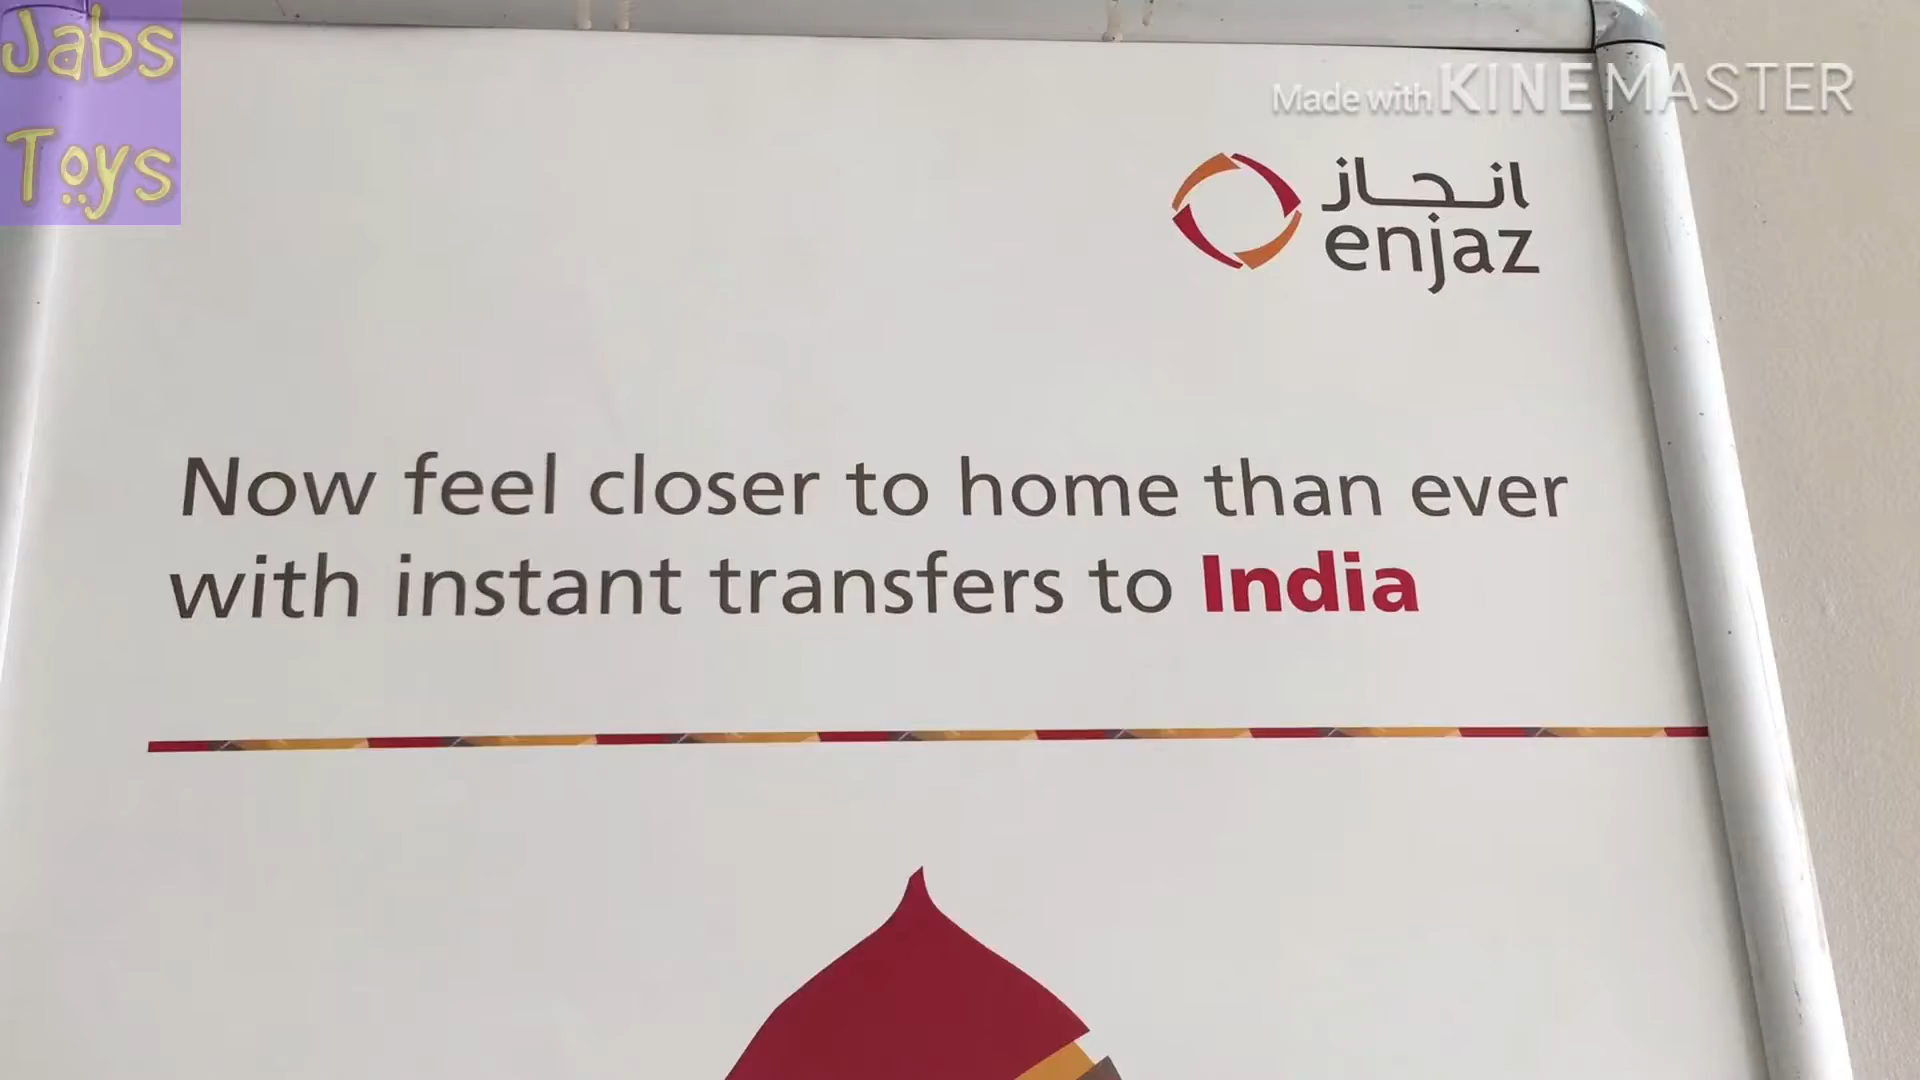 Jabs
Toys
Made with KINEMASTER
انجاز
enjaz
Now feel closer to home than ever
with instant transfers to India